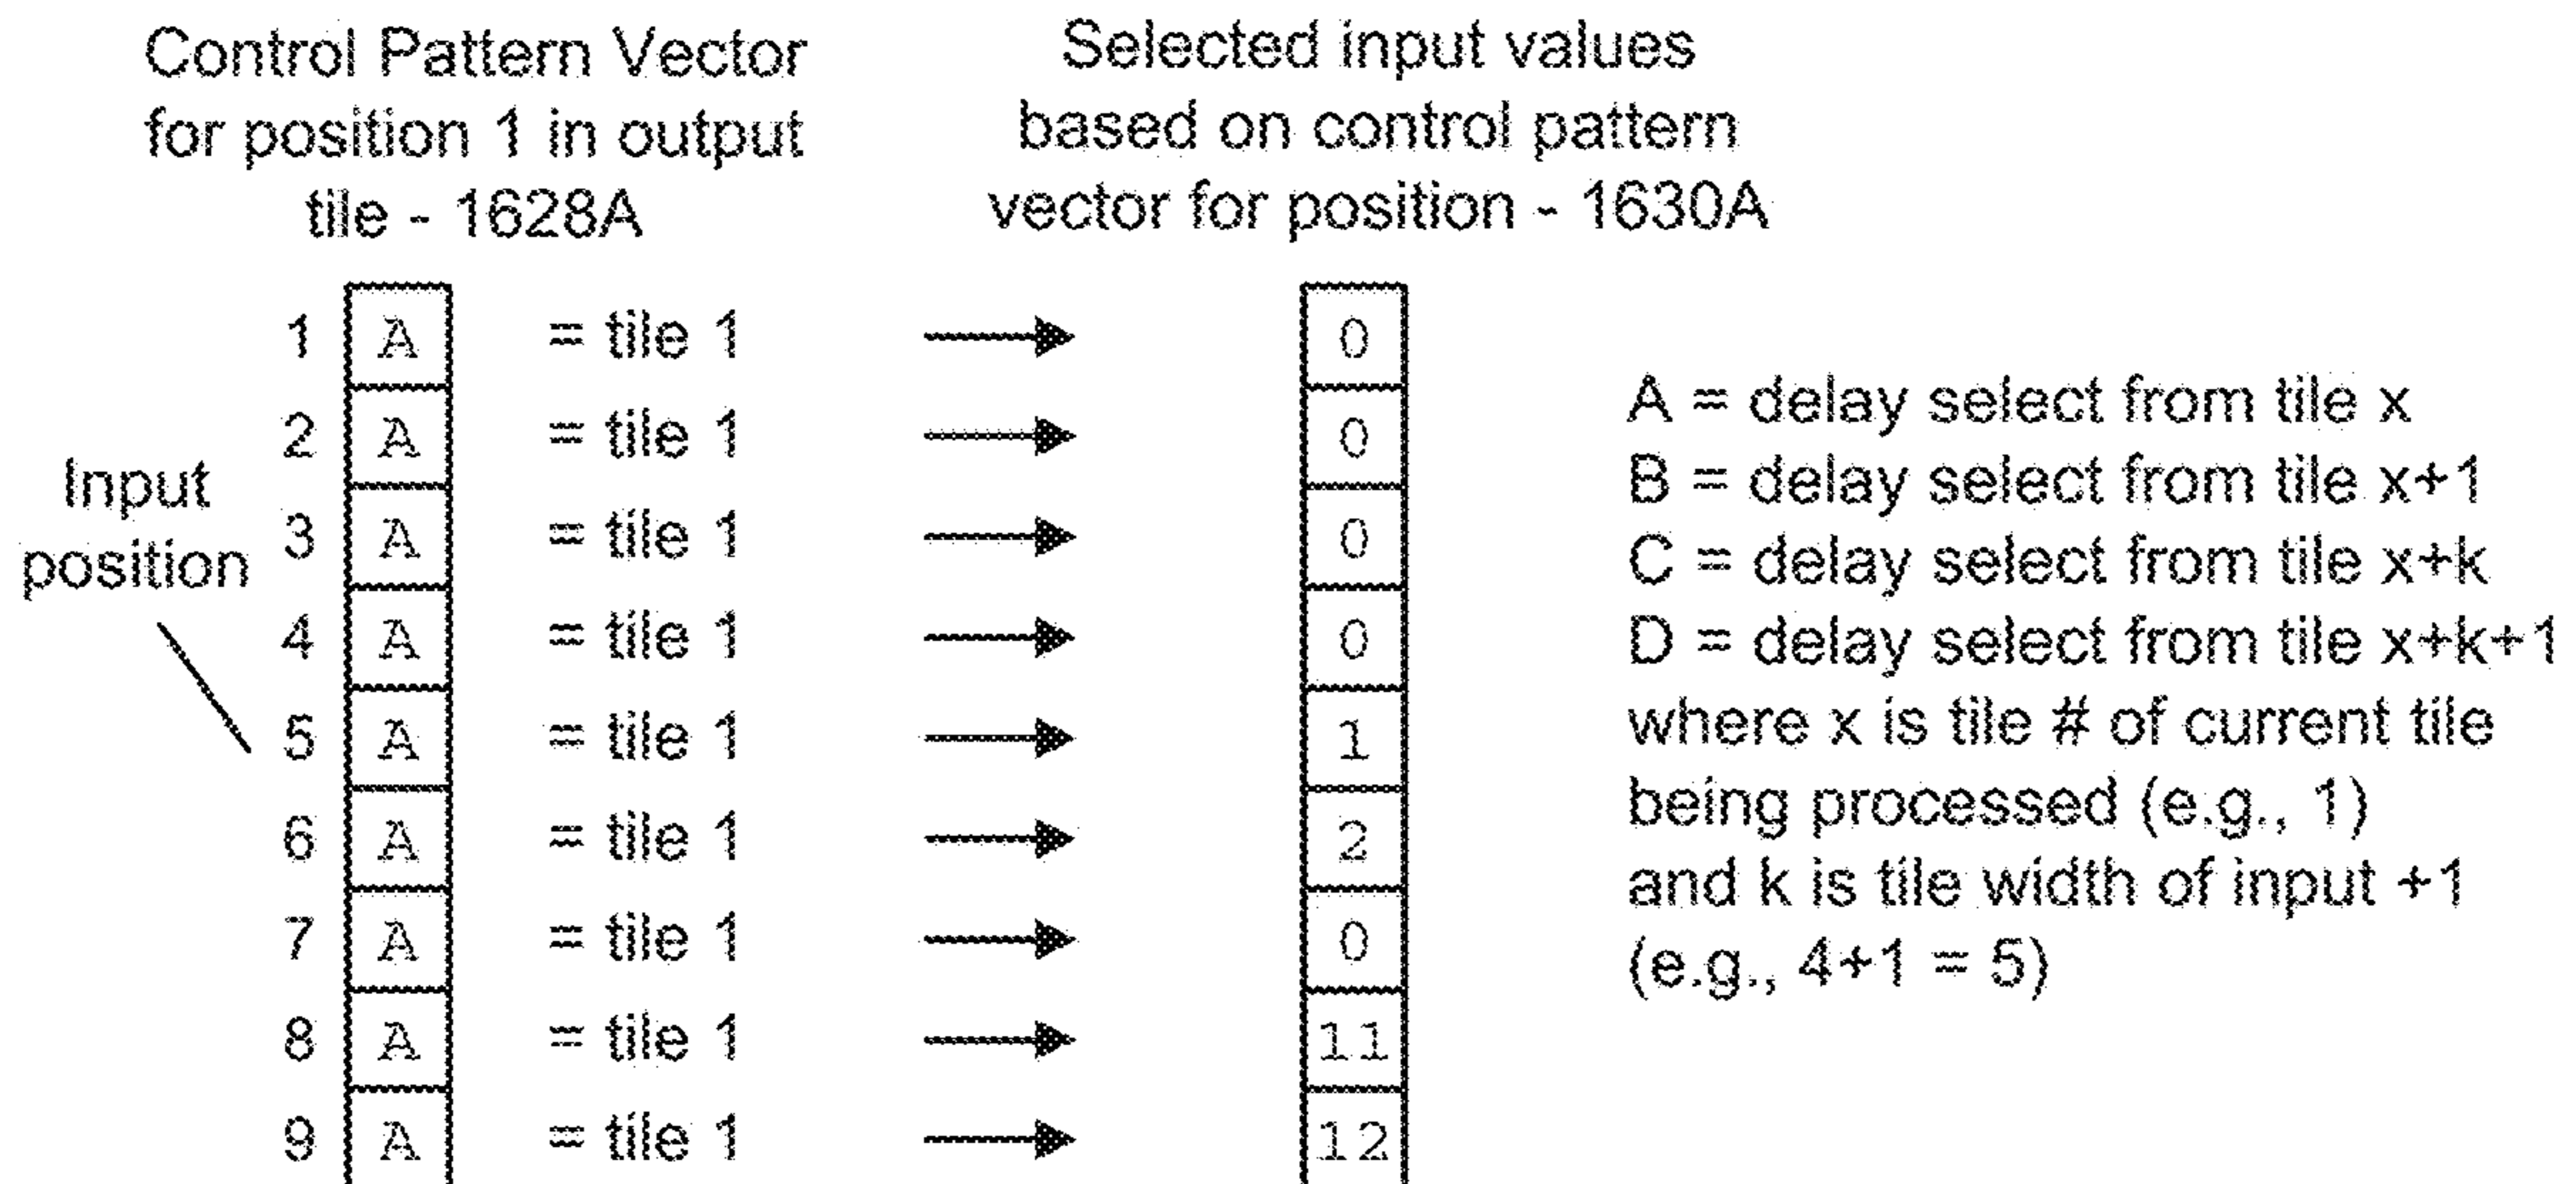 Control Pattern Vector
for position 1 in output
tile - 1628A
Selected input values
based on control pattern
vector for position - 1630A
Input
position
1 A = tile 1 0
2 A = tile 1 0
3 A = tile 1 0
4 A = tile 1 0
5 A = tile 1 1
6 A = tile 1 2
7 A = tile 1 0
8 A = tile 1 11
9 A = tile 1 12
A = delay select from tile x
B = delay select from tile x+1
C = delay select from tile x+k
D = delay select from tile x+k+1
where x is tile # of current tile
being processed (e.g., 1)
and k is tile width of input +1
(e.g., 4+1 = 5)